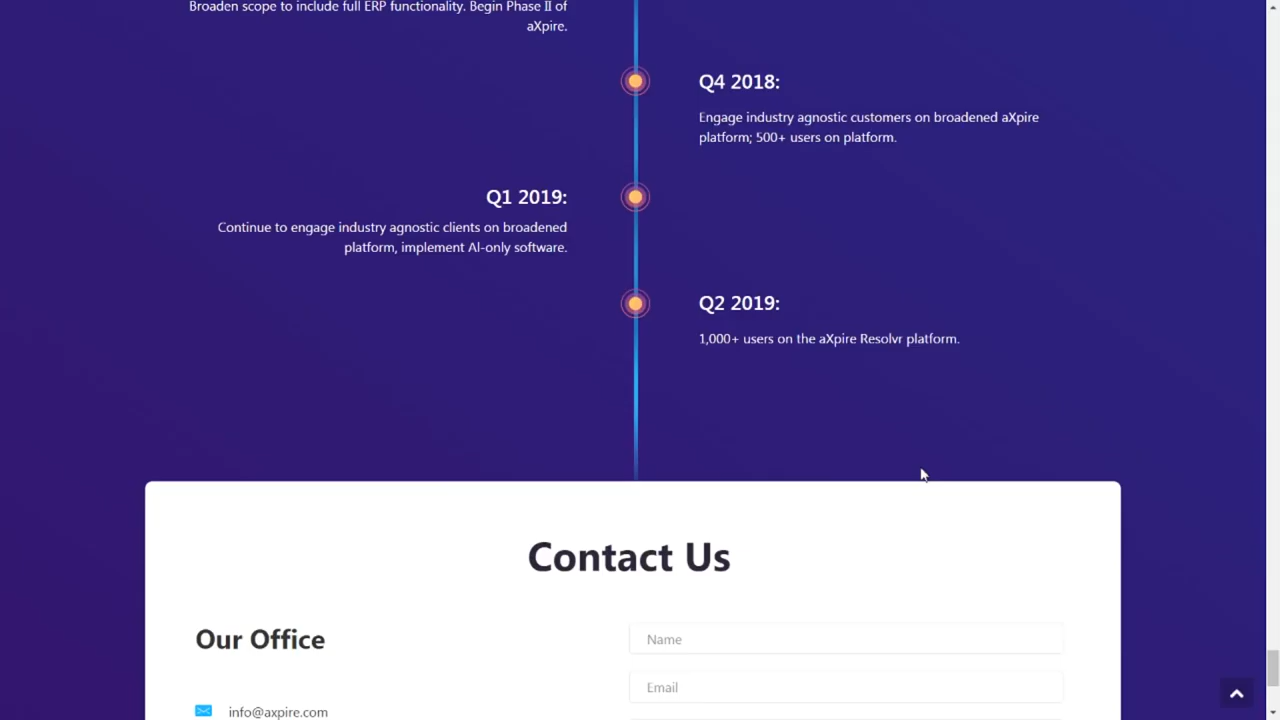 Broaden scope to include full ERP functionality. Begin Phase II of
aXpire.
Q4 2018:
Engage industry agnostic customers on broadened aXpire
platform; 500+ users on platform.
Q1 2019:
Continue to engage industry agnostic clients on broadened
platform, implement AI-only software.
Q2 2019:
1,000+ users on the aXpire Resolvr platform.
Contact Us
Our Office
Name
Email
info@axpire.com